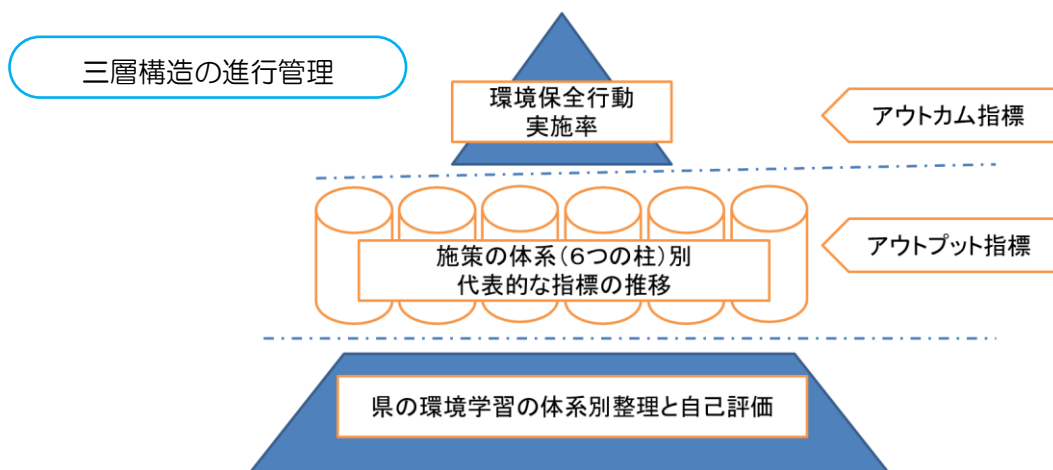 三層構造の進行管理
環境保全行動
実施率
アウトカム指標
施策の体系(6つの柱)別
代表的な指標の推移
アウトプット指標
県の環境学習の体系別整理と自己評価